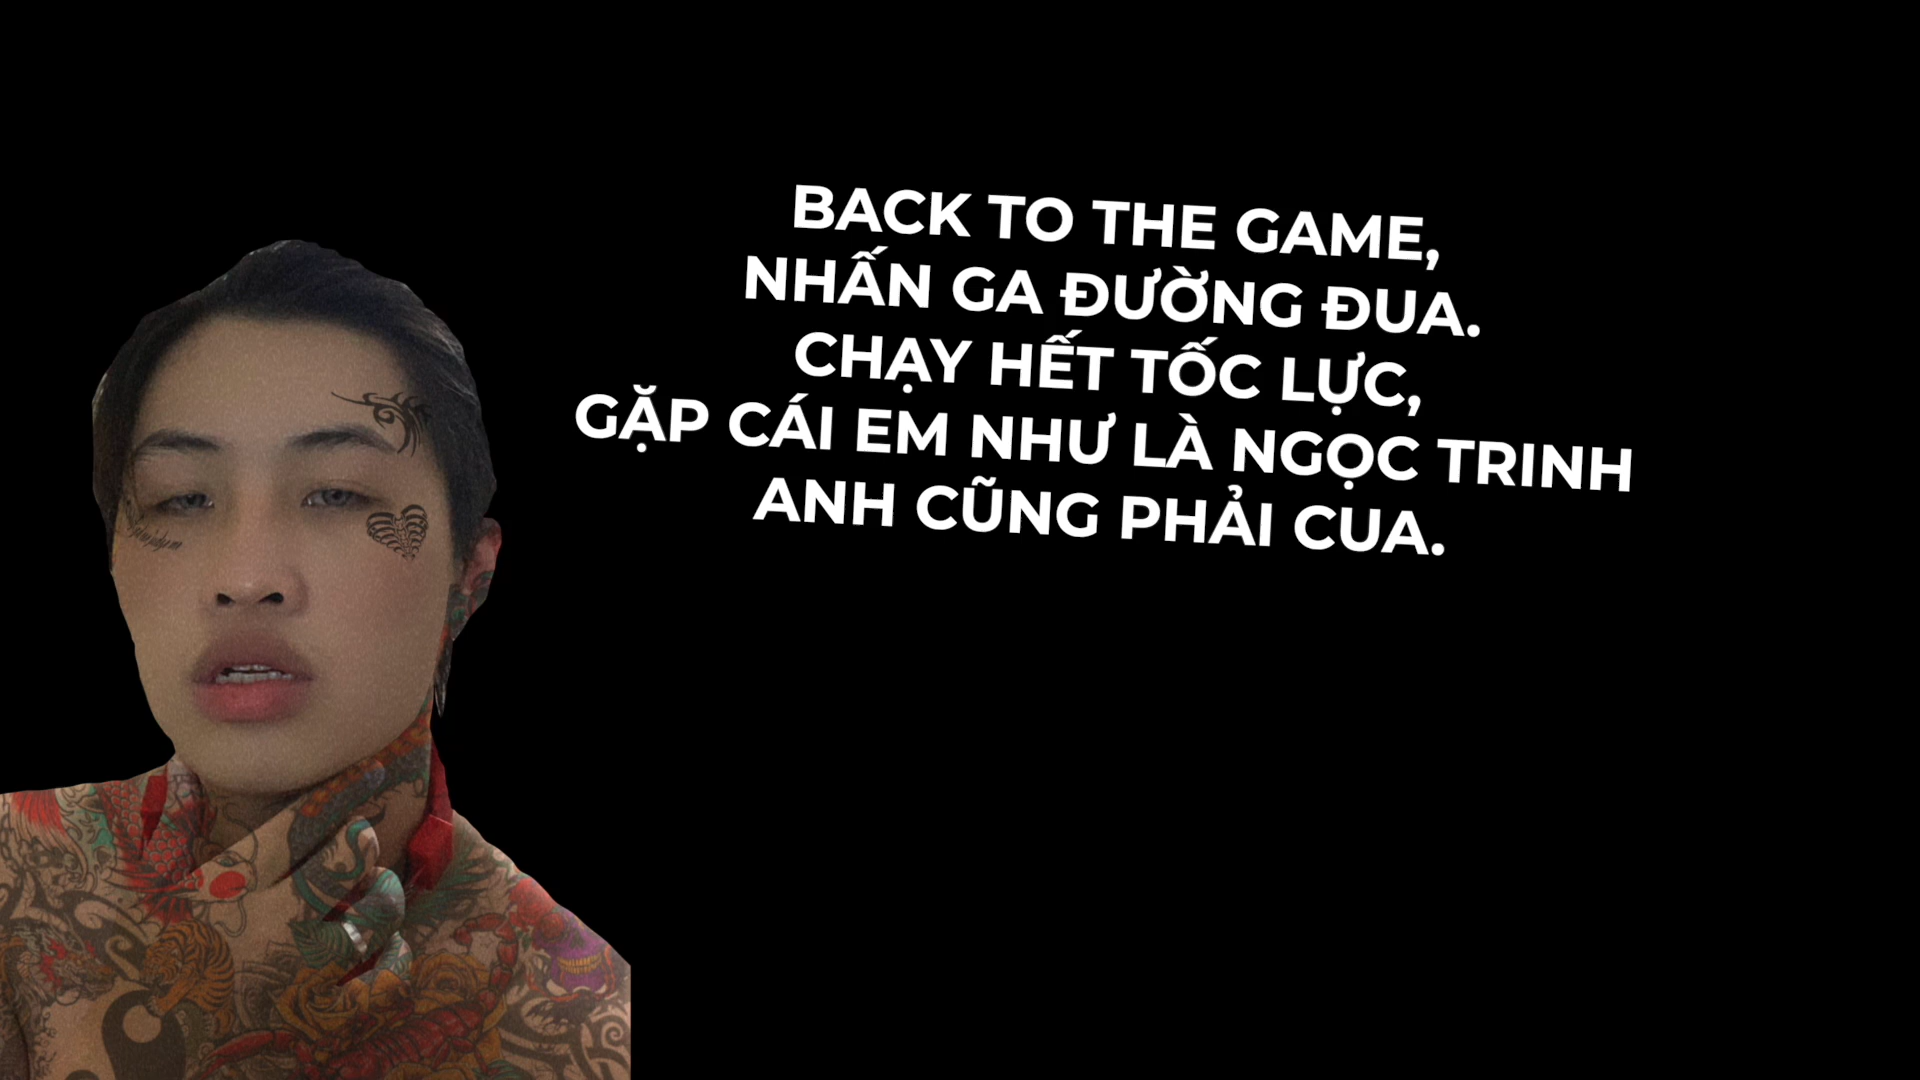 BACK TO THE GAME,
NHẤN GA ĐƯỜNG ĐUA.
CHẠY HẾT TỐC LỰC,
GẶP CÁI EM NHƯ LÀ NGỌC TRINH
ANH CŨNG PHẢI CUA.